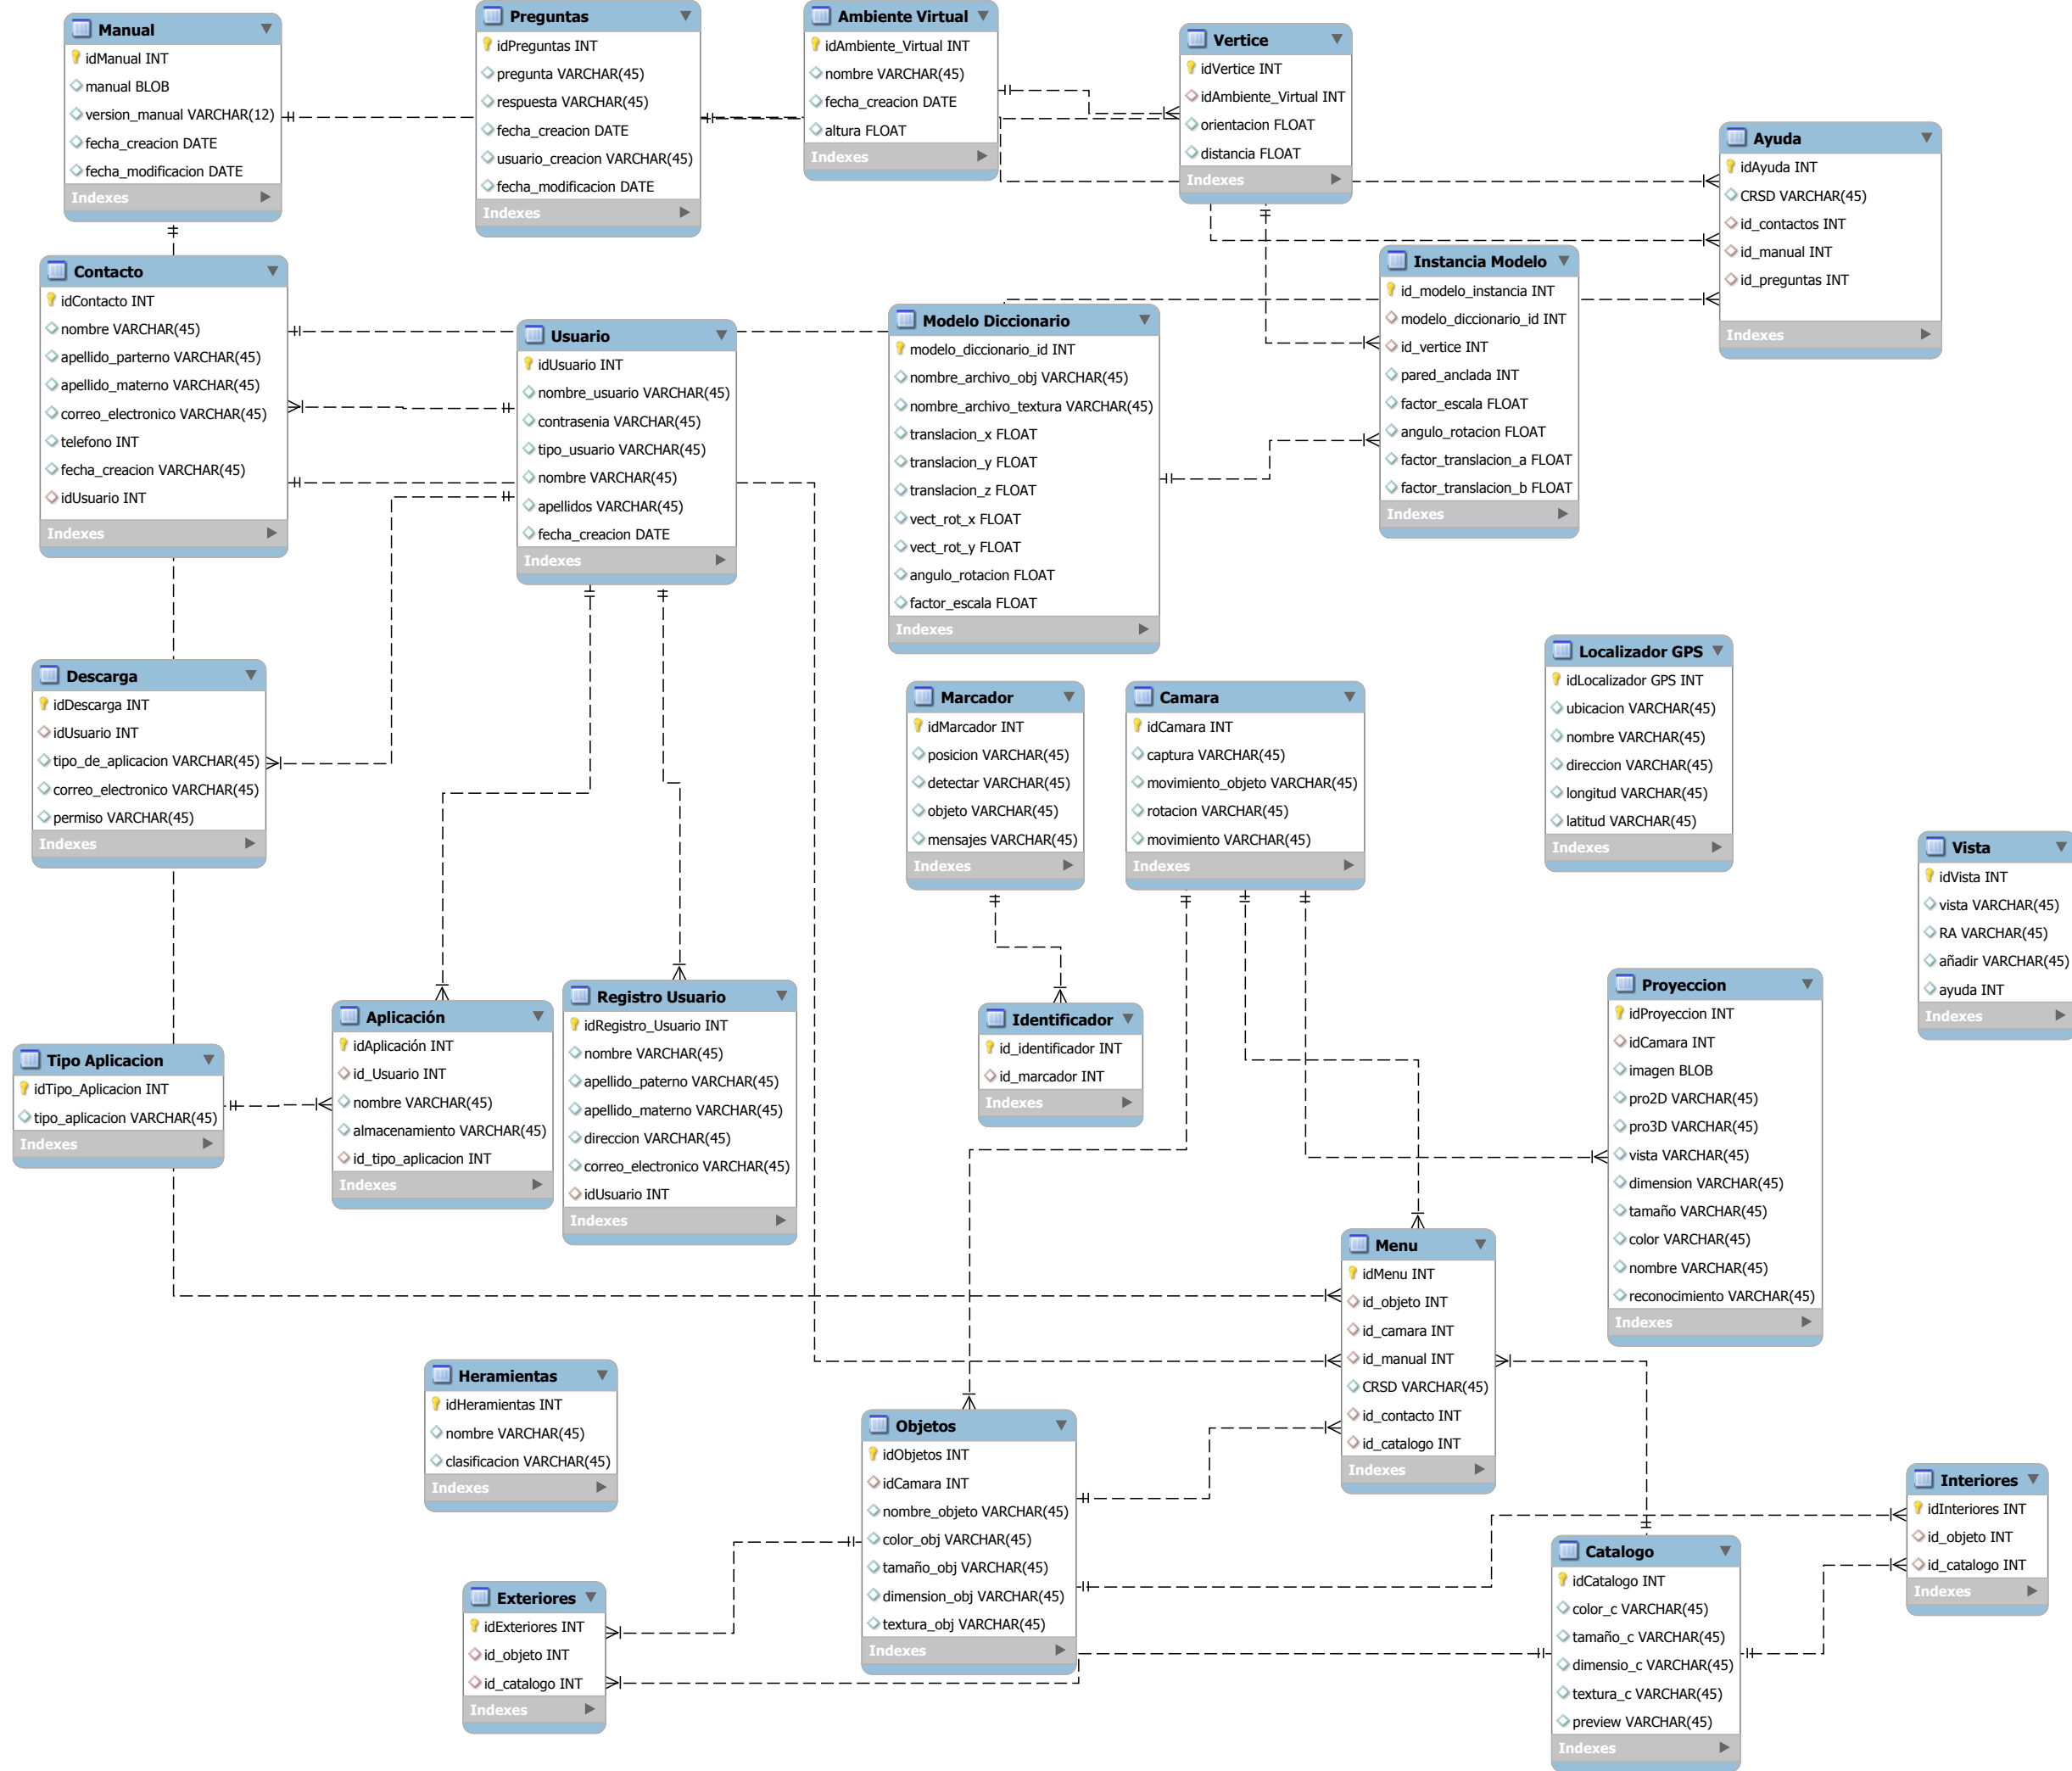 Manual
idManual INT
manual BLOB
version_manual VARCHAR(12)
fecha_creacion DATE
fecha_modificacion DATE
Indexes
Preguntas
idPreguntas INT
pregunta VARCHAR(45)
respuesta VARCHAR(45)
fecha_creacion DATE
usuario_creacion VARCHAR(45)
fecha_modificacion DATE
Indexes
Ambiente Virtual
idAmbiente_Virtual INT
nombre VARCHAR(45)
fecha_creacion DATE
altura FLOAT
Indexes
Vertice
idVertice INT
idAmbiente_Virtual INT
orientacion FLOAT
distancia FLOAT
Indexes
Ayuda
idAyuda INT
CRSD VARCHAR(45)
id_contactos INT
id_manual INT
id_preguntas INT
Indexes
Contacto
idContacto INT
nombre VARCHAR(45)
apellido_parterno VARCHAR(45)
apellido_materno VARCHAR(45)
correo_electronico VARCHAR(45)
telefono INT
fecha_creacion VARCHAR(45)
idUsuario INT
Indexes
Usuario
idUsuario INT
nombre_usuario VARCHAR(45)
contrasenia VARCHAR(45)
tipo_usuario VARCHAR(45)
nombre VARCHAR(45)
apellidos VARCHAR(45)
fecha_creacion DATE
Indexes
Modelo Diccionario
modelo_diccionario_id INT
nombre_archivo_obj VARCHAR(45)
nombre_archivo_textura VARCHAR(45)
translacion_x FLOAT
translacion_y FLOAT
translacion_z FLOAT
vect_rot_x FLOAT
vect_rot_y FLOAT
angulo_rotacion FLOAT
factor_escala FLOAT
Indexes
Instancia Modelo
id_modelo_instancia INT
modelo_diccionario_id INT
id_vertice INT
pared_anclada INT
factor_escala FLOAT
angulo_rotacion FLOAT
factor_translacion_a FLOAT
factor_translacion_b FLOAT
Indexes
Descarga
idDescarga INT
idUsuario INT
tipo_de_aplicacion VARCHAR(45)
correo_electronico VARCHAR(45)
permiso VARCHAR(45)
Indexes
Marcador
idMarcador INT
posicion VARCHAR(45)
detectar VARCHAR(45)
objeto VARCHAR(45)
mensajes VARCHAR(45)
Indexes
Camara
idCamara INT
captura VARCHAR(45)
movimiento_objeto VARCHAR(45)
rotacion VARCHAR(45)
movimiento VARCHAR(45)
Indexes
Localizador GPS
idLocalizador GPS INT
ubicacion VARCHAR(45)
nombre VARCHAR(45)
direccion VARCHAR(45)
longitud VARCHAR(45)
latitud VARCHAR(45)
Indexes
Vista
idVista INT
vista VARCHAR(45)
RA VARCHAR(45)
añadir VARCHAR(45)
ayuda INT
Indexes
Tipo Aplicacion
idTipo_Aplicacion INT
tipo_aplicacion VARCHAR(45)
Indexes
Aplicación
idAplicación INT
id_Usuario INT
nombre VARCHAR(45)
almacenamiento VARCHAR(45)
id_tipo_aplicacion INT
Indexes
Registro Usuario
idRegistro_Usuario INT
nombre VARCHAR(45)
apellido_paterno VARCHAR(45)
apellido_materno VARCHAR(45)
direccion VARCHAR(45)
correo_electronico VARCHAR(45)
idUsuario INT
Indexes
Identificador
id_identificador INT
id_marcador INT
Indexes
Proyeccion
idProyeccion INT
idCamara INT
imagen BLOB
pro2D VARCHAR(45)
pro3D VARCHAR(45)
vista VARCHAR(45)
dimension VARCHAR(45)
tamaño VARCHAR(45)
color VARCHAR(45)
nombre VARCHAR(45)
reconocimiento VARCHAR(45)
Indexes
Menu
idMenu INT
id_objeto INT
id_camara INT
id_manual INT
CRSD VARCHAR(45)
id_contacto INT
id_catalogo INT
Indexes
Heramientas
idHeramientas INT
nombre VARCHAR(45)
clasificacion VARCHAR(45)
Indexes
Objetos
idObjetos INT
idCamara INT
nombre_objeto VARCHAR(45)
color_obj VARCHAR(45)
tamaño_obj VARCHAR(45)
dimension_obj VARCHAR(45)
textura_obj VARCHAR(45)
Indexes
Interiores
idInteriores INT
id_objeto INT
id_catalogo INT
Indexes
Exteriores
idExteriores INT
id_objeto INT
id_catalogo INT
Indexes
Catalogo
idCatalogo INT
color_c VARCHAR(45)
tamaño_c VARCHAR(45)
dimensio_c VARCHAR(45)
textura_c VARCHAR(45)
preview VARCHAR(45)
Indexes